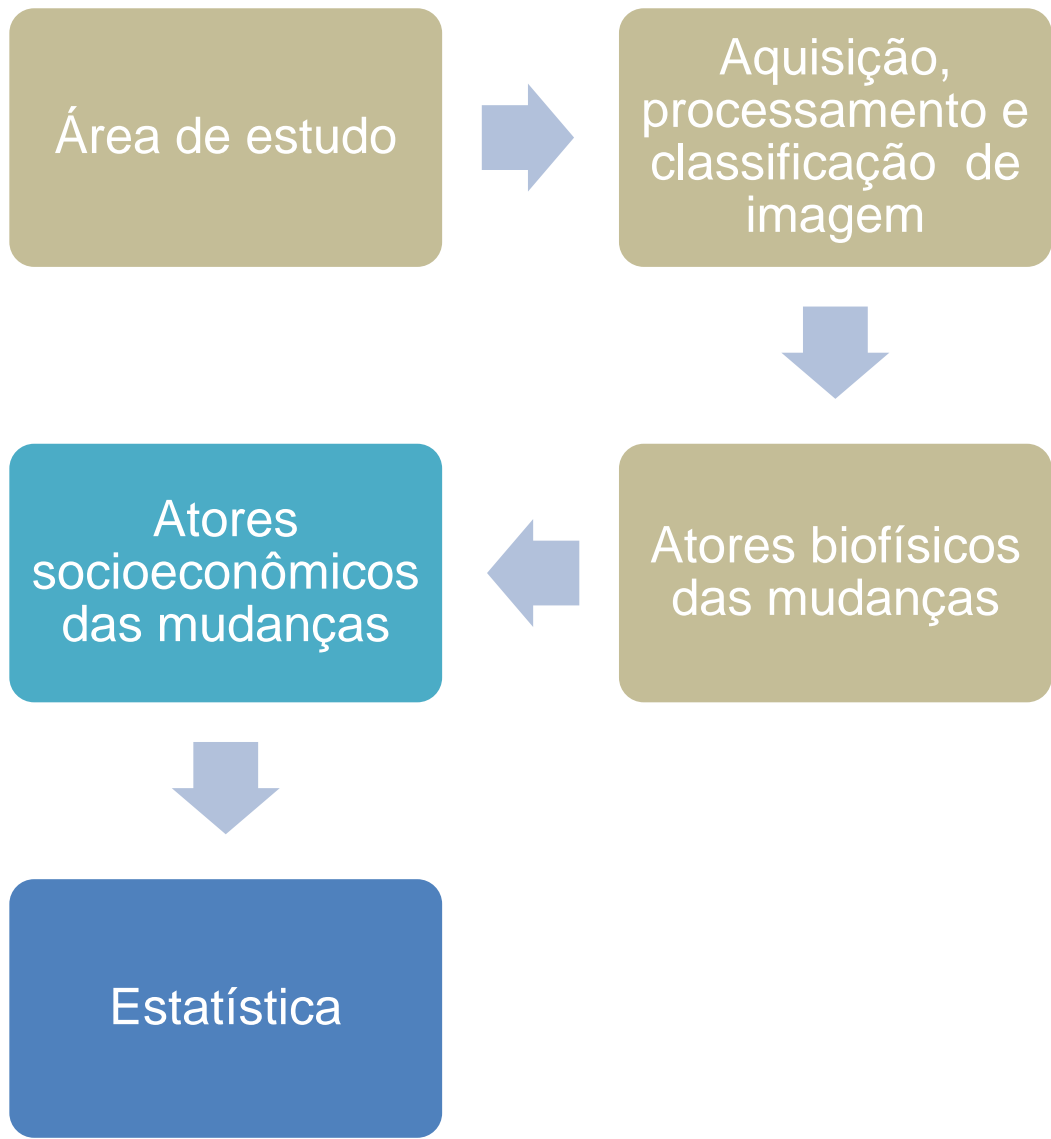 Área de estudo
Aquisição,
processamento e
classificação de
imagem
Atores biofísicos
das mudanças
Atores
socioeconômicos
das mudanças
Estatística